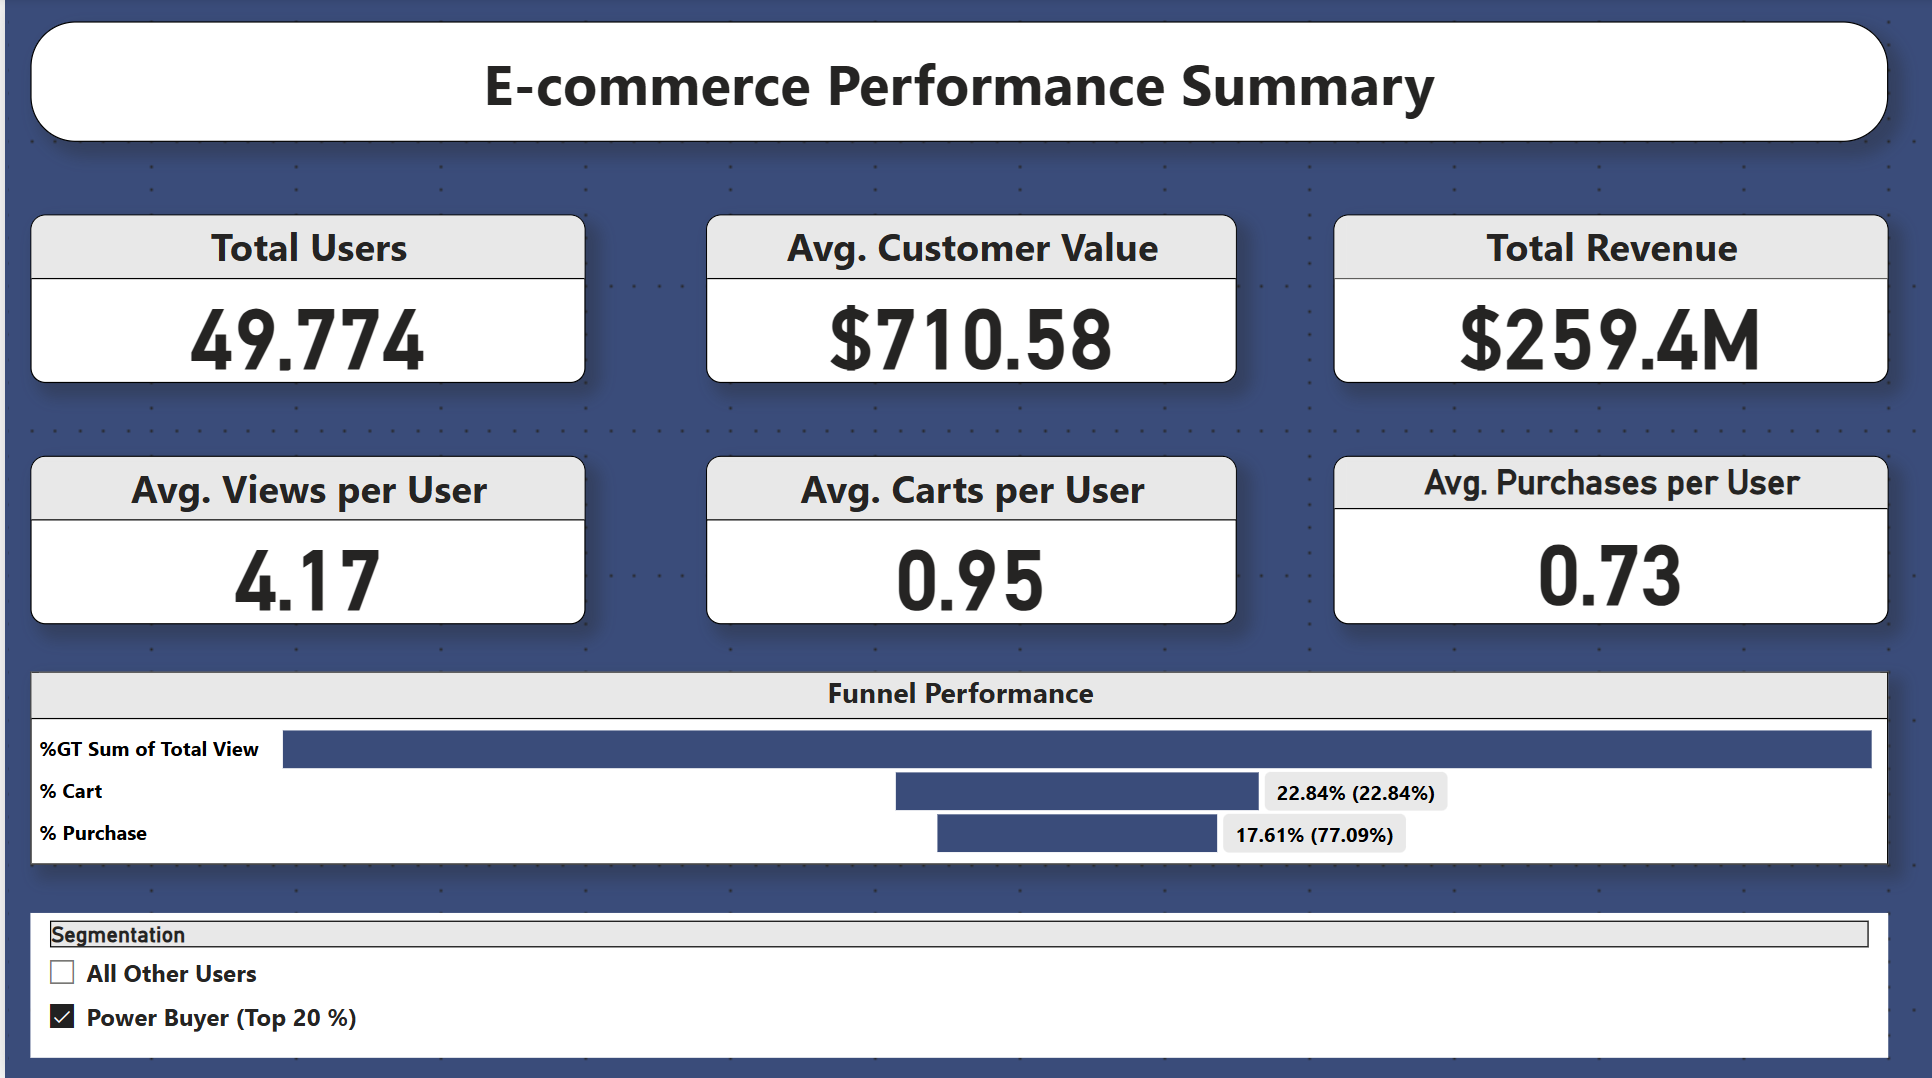 E-commerce Performance Summary
Total Users
49.774
Avg. Customer Value
$710.58
Total Revenue
$259.4M
Avg. Views per User
4.17
Avg. Carts per User
0.95
Avg. Purchases per User
0.73
Funnel Performance
%GT Sum of Total View
% Cart
22.84% (22.84%)
% Purchase
17.61% (77.09%)
Segmentation
All Other Users
Power Buyer (Top 20 %)